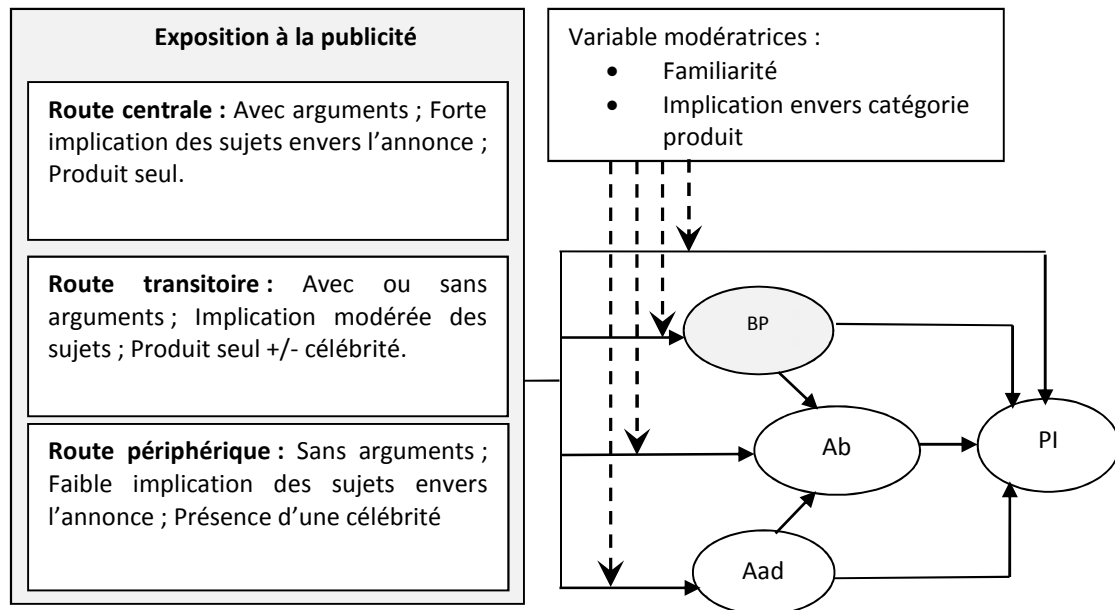 Exposition à la publicité
Route centrale : Avec arguments ; Forte
implication des sujets envers l’annonce ;
Produit seul.
Route transitoire : Avec ou sans
arguments ; Implication modérée des
sujets ; Produit seul +/- célébrité.
Route périphérique : Sans arguments ;
Faible implication des sujets envers
l’annonce ; Présence d’une célébrité
Variable modératrices :
• Familiarité
• Implication envers catégorie
produit
BP
Ab
PI
Aad